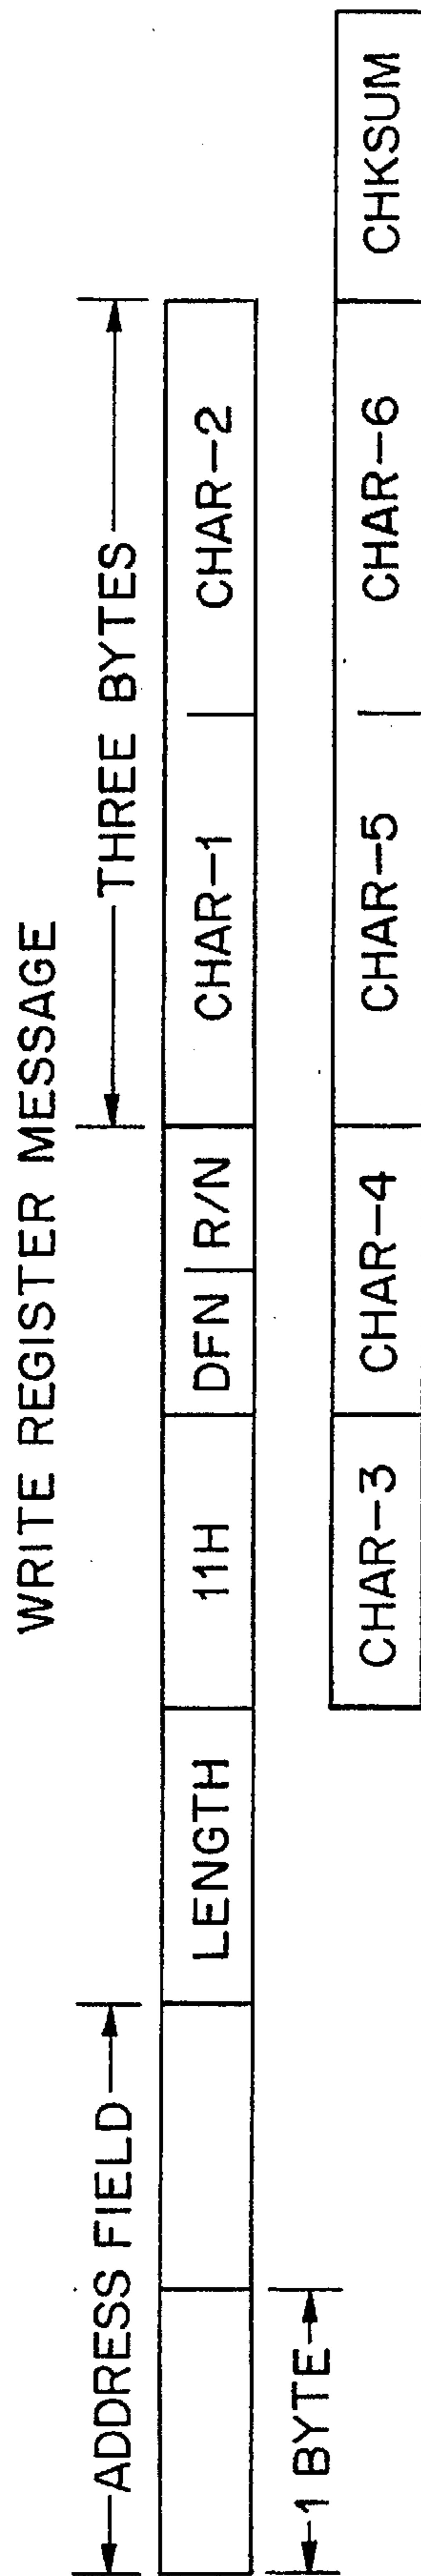 WRITE REGISTER MESSAGE
ADDRESS FIELD THREE BYTES
LENGTH 11H DFN R/N CHAR-1 CHAR-2
1 BYTE
CHAR-3 CHAR-4 CHAR-5 CHAR-6 CHKSUM